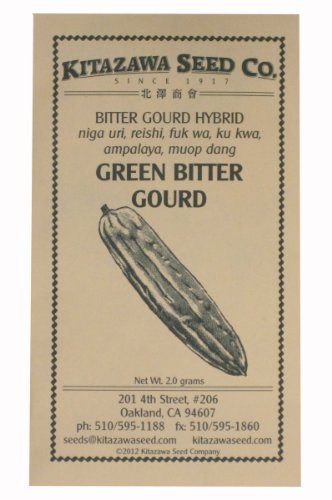 KITAZAWA SEED CO.
SINCE 1917
北澤商會
BITTER GOURD HYBRID
niga uri, reishi, fuk wa, ku kwa,
ampalaya, muop dang
GREEN BITTER
GOURD
Net Wt. 2.0 grams
201 4th Street, #206
Oakland, CA 94607
ph: 510/595-1188 fx: 510/595-1860
seeds@kitazawaseed.com kitazawaseed.com
©2012 Kitazawa Seed Company